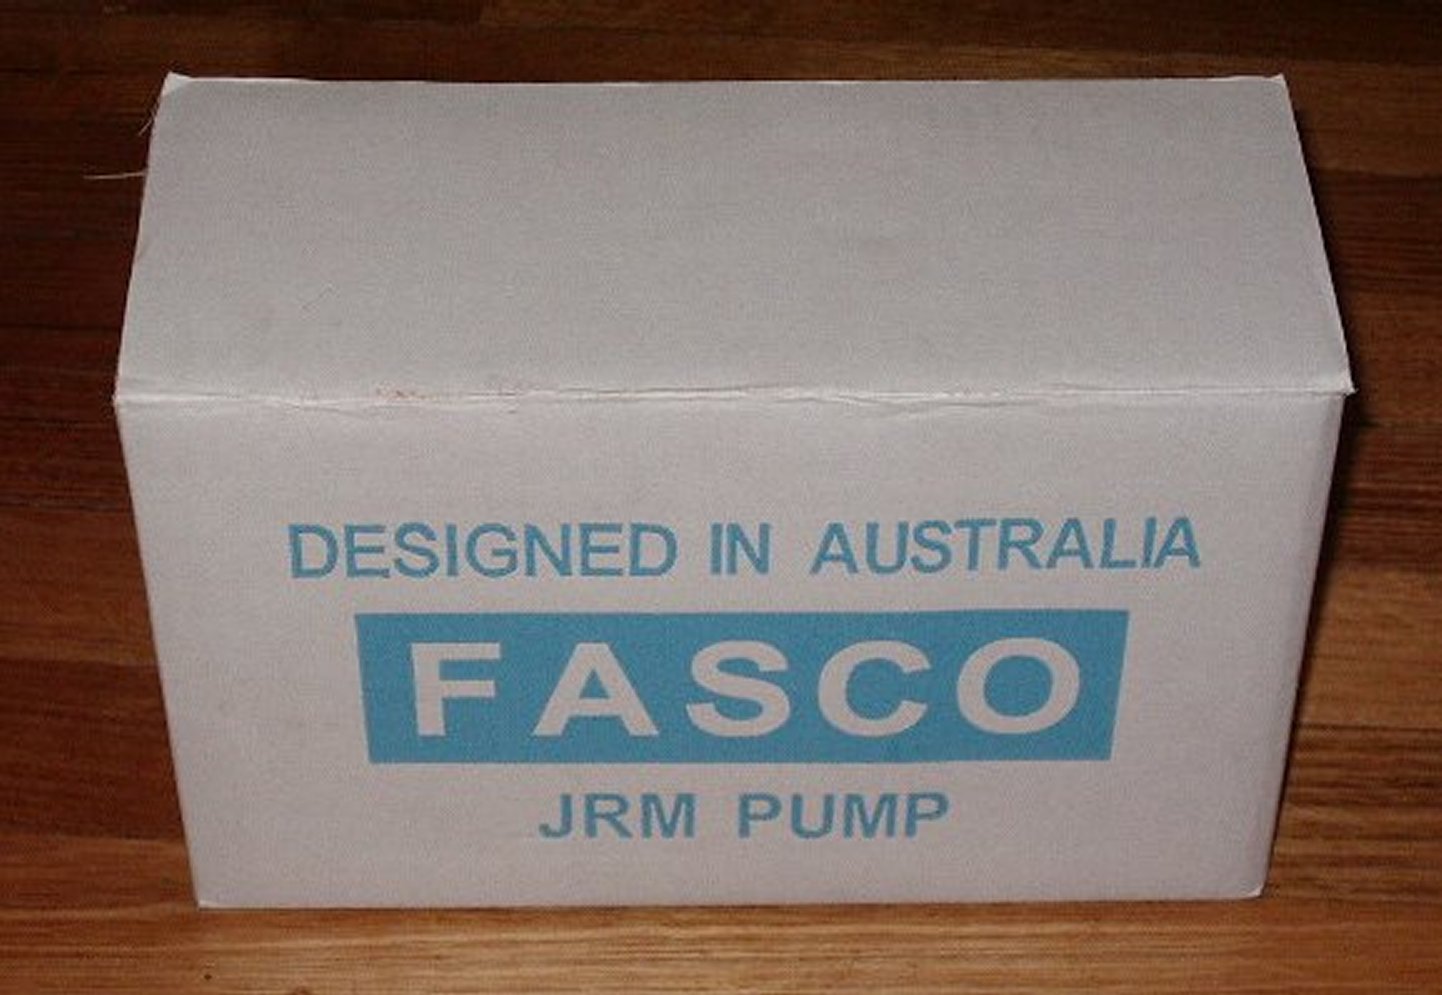 DESIGNED IN AUSTRALIA
FASCO
JRM PUMP